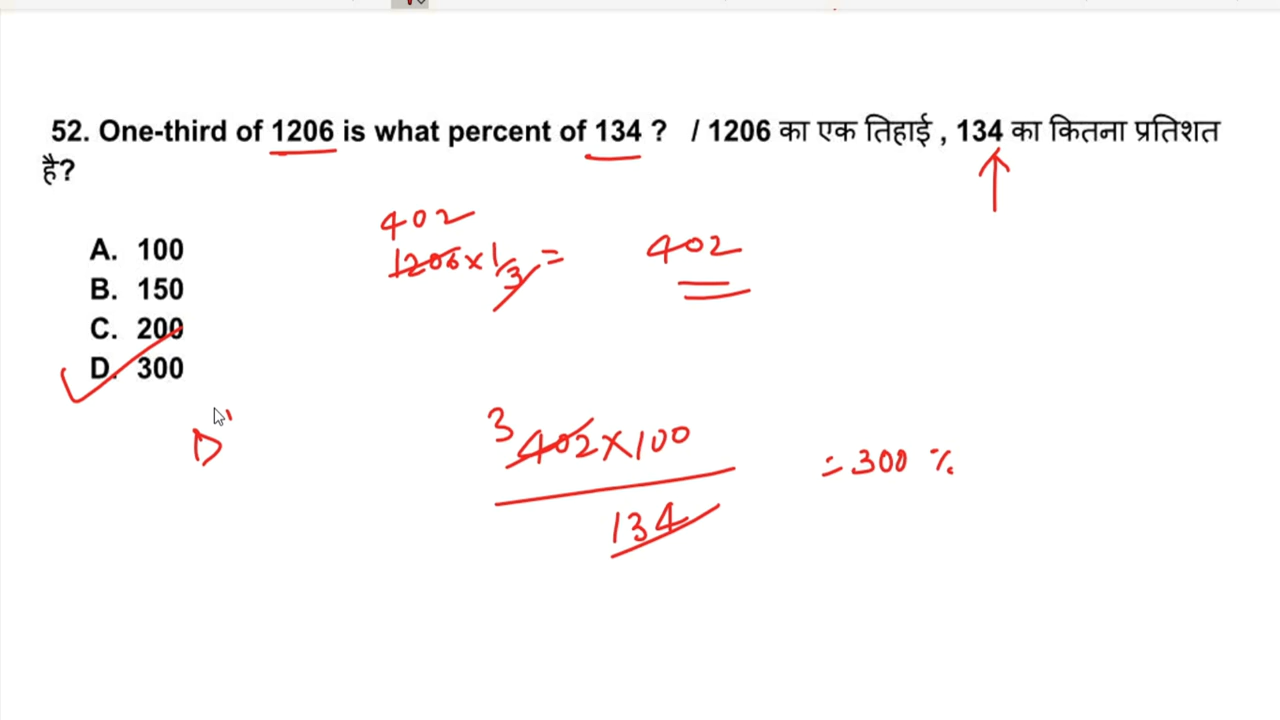 52. One-third of 1206 is what percent of 134 ? / 1206 का एक तिहाई , 134 का कितना प्रतिशत
है?
402
1206 x 1/3 = 402
A. 100
B. 150
C. 200
D. 300
D
3
402 x 100
134
= 300 %